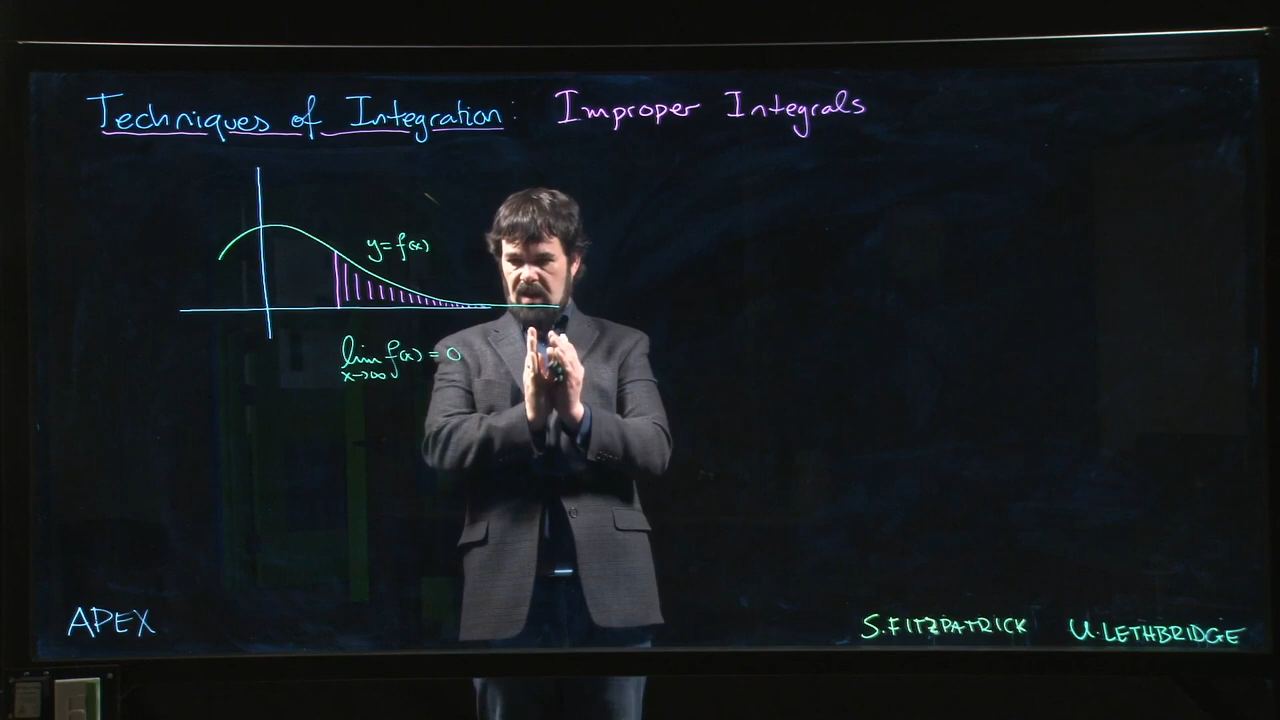 Techniques of Integration: Improper Integrals
y=f(x)
lim f(x) = 0
x→∞
APEX
S.FITZPATRICK U.LETHBRIDGE